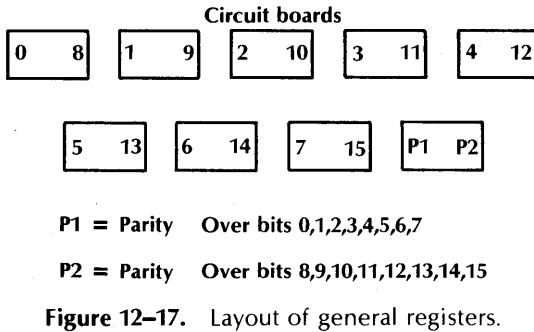 Circuit boards
0 8 1 9 2 10 3 11 4 12
5 13 6 14 7 15 P1 P2
P1 = Parity Over bits 0,1,2,3,4,5,6,7
P2 = Parity Over bits 8,9,10,11,12,13,14,15
Figure 12–17. Layout of general registers.